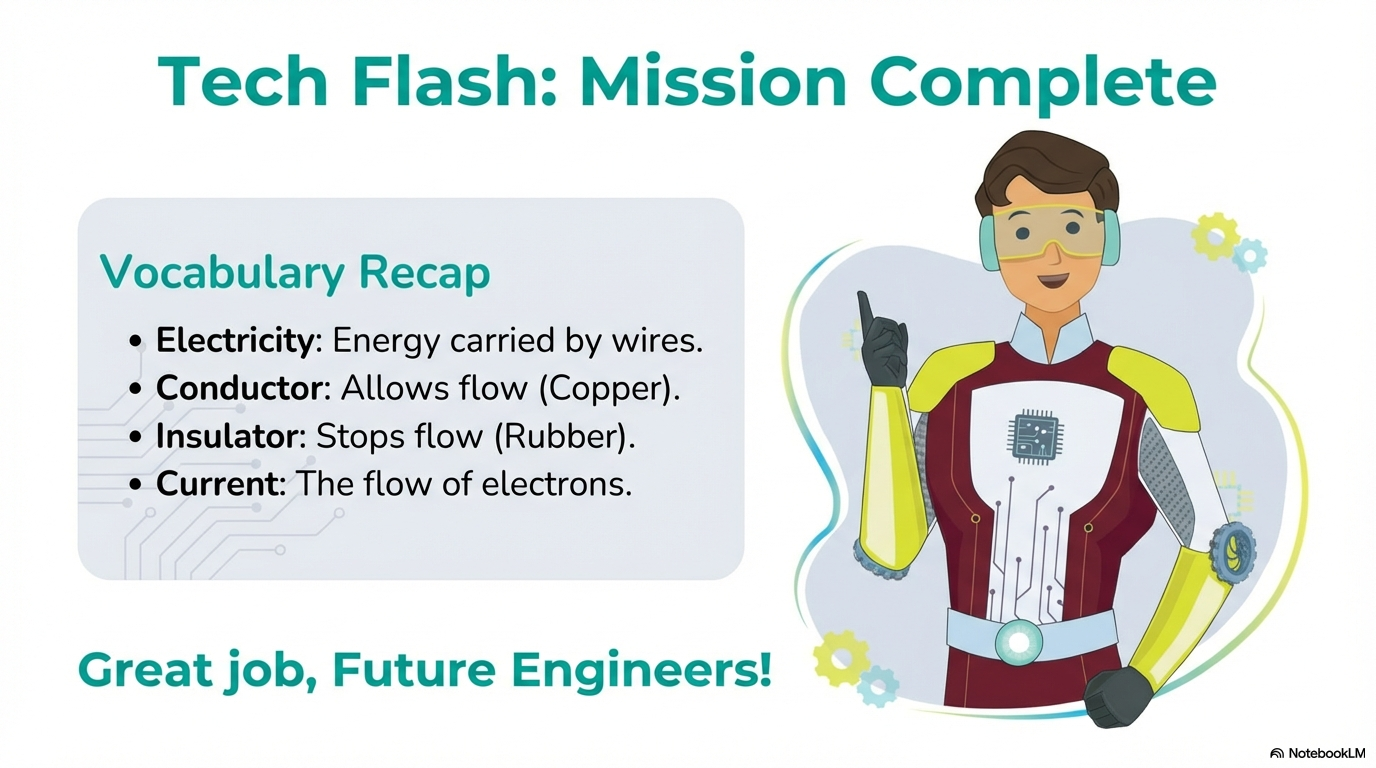 Tech Flash: Mission Complete
Vocabulary Recap
• Electricity: Energy carried by wires.
• Conductor: Allows flow (Copper).
• Insulator: Stops flow (Rubber).
• Current: The flow of electrons.
Great job, Future Engineers!
NotebookLM